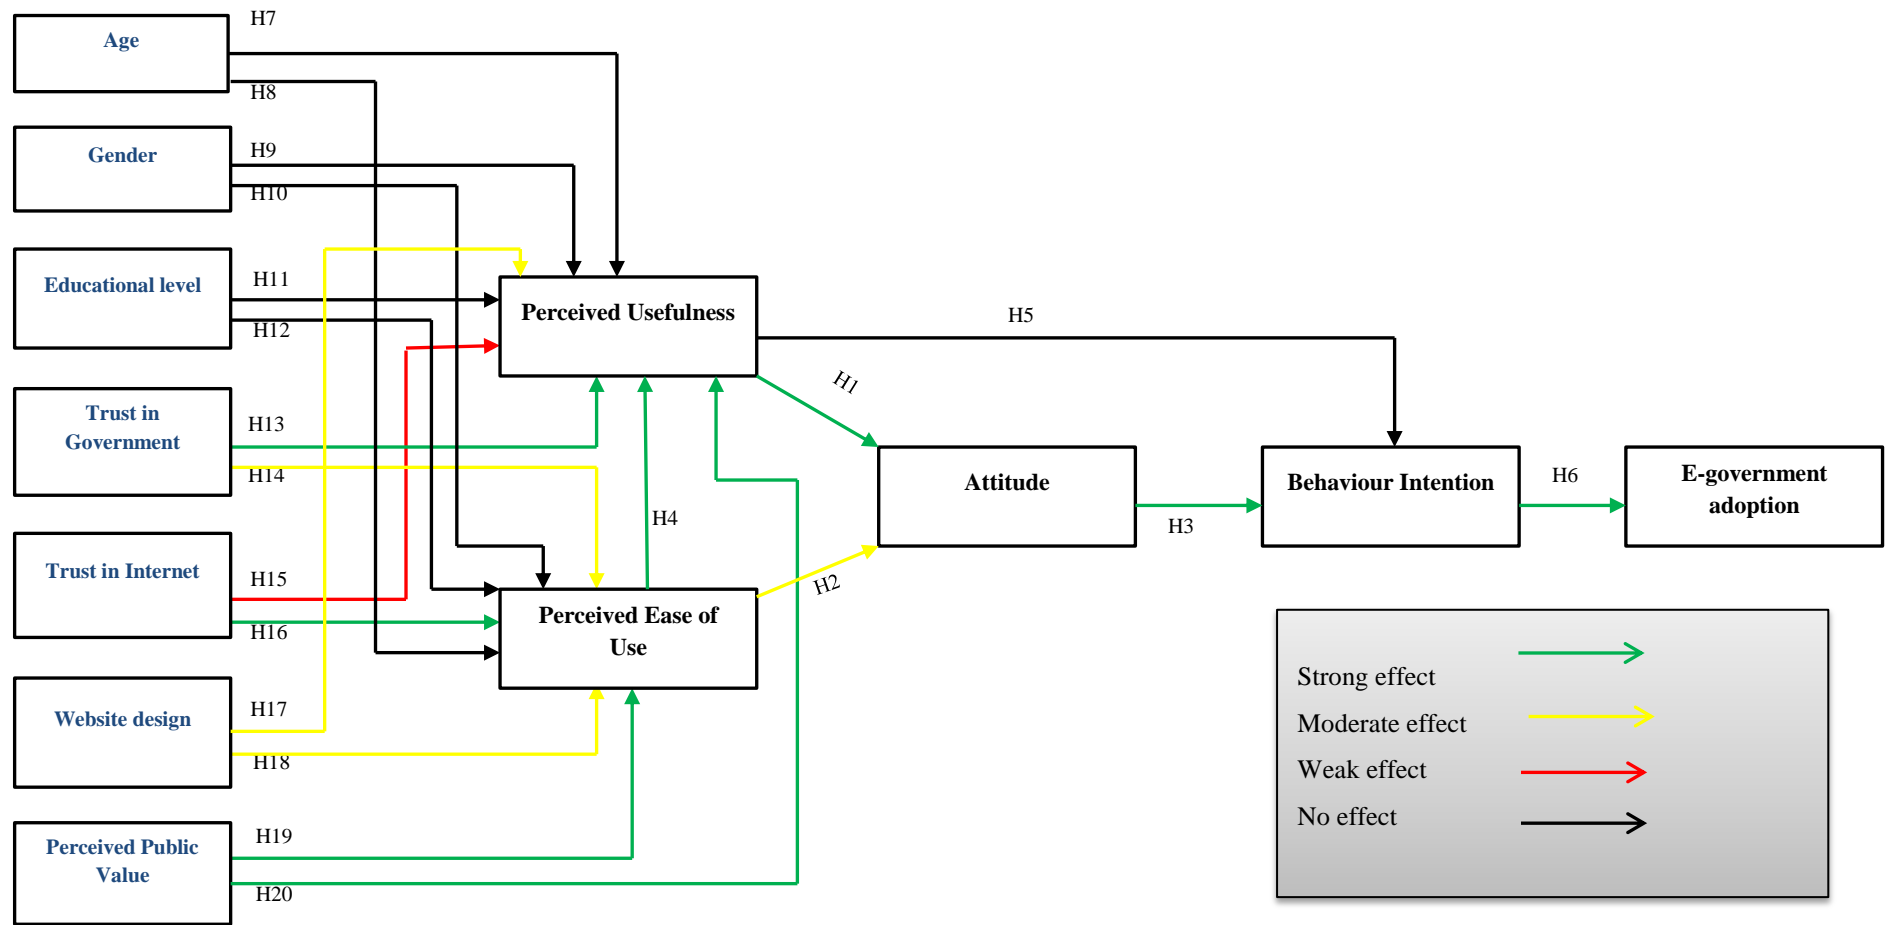 H7
Age
H8
Gender
H9
H10
Educational level
H11
H12
Perceived Usefulness
H5
H1
Trust in
Government
H13
H14
H4
Attitude
H3
Behaviour Intention
H6
E-government
adoption
Trust in Internet
H15
H16
Perceived Ease of
Use
H2
Website design
H17
H18
Perceived Public
Value
H19
H20
Strong effect
Moderate effect
Weak effect
No effect